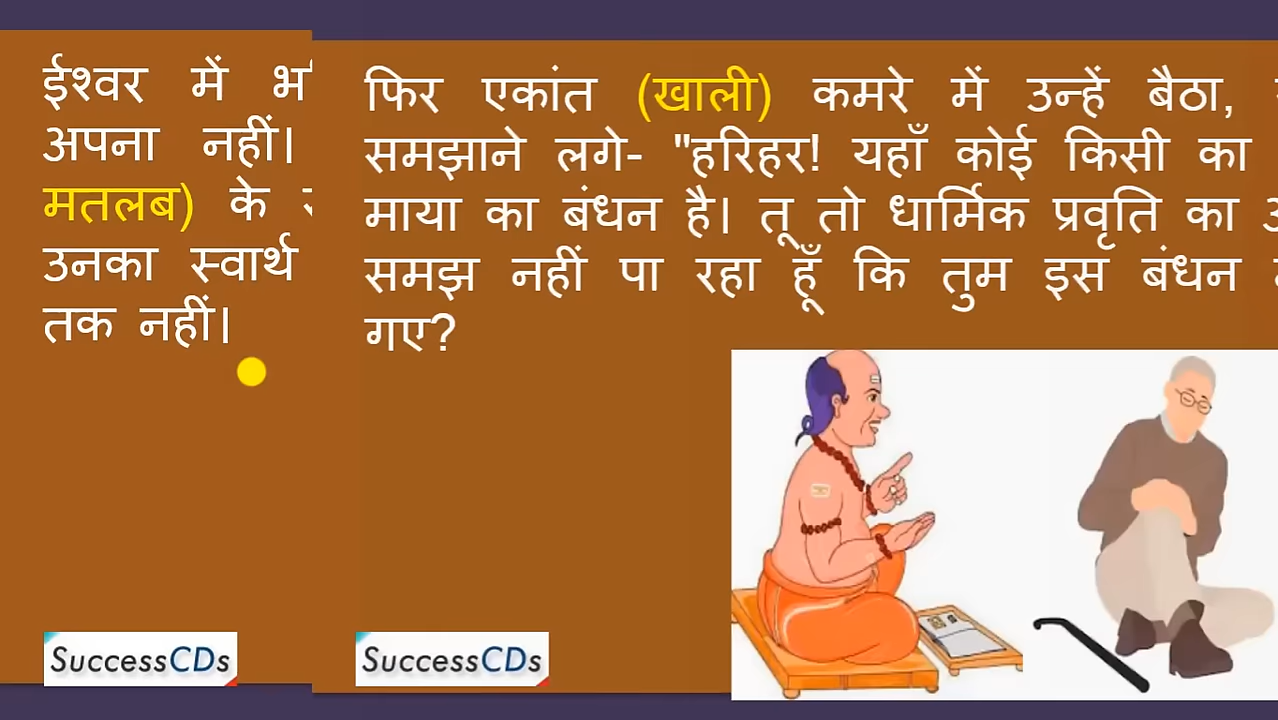 ईश्वर में
अपना नहीं।
मतलब) के
उनका स्वार्थ
तक नहीं।
SuccessCDs
फिर एकांत (खाली) कमरे में उन्हें बैठा,
समझाने लगे- "हरिहर! यहाँ कोई किसी का
माया का बंधन है। तू तो धार्मिक प्रवृति का
समझ नहीं पा रहा हूँ कि तुम इस बंधन
गए?
SuccessCDs